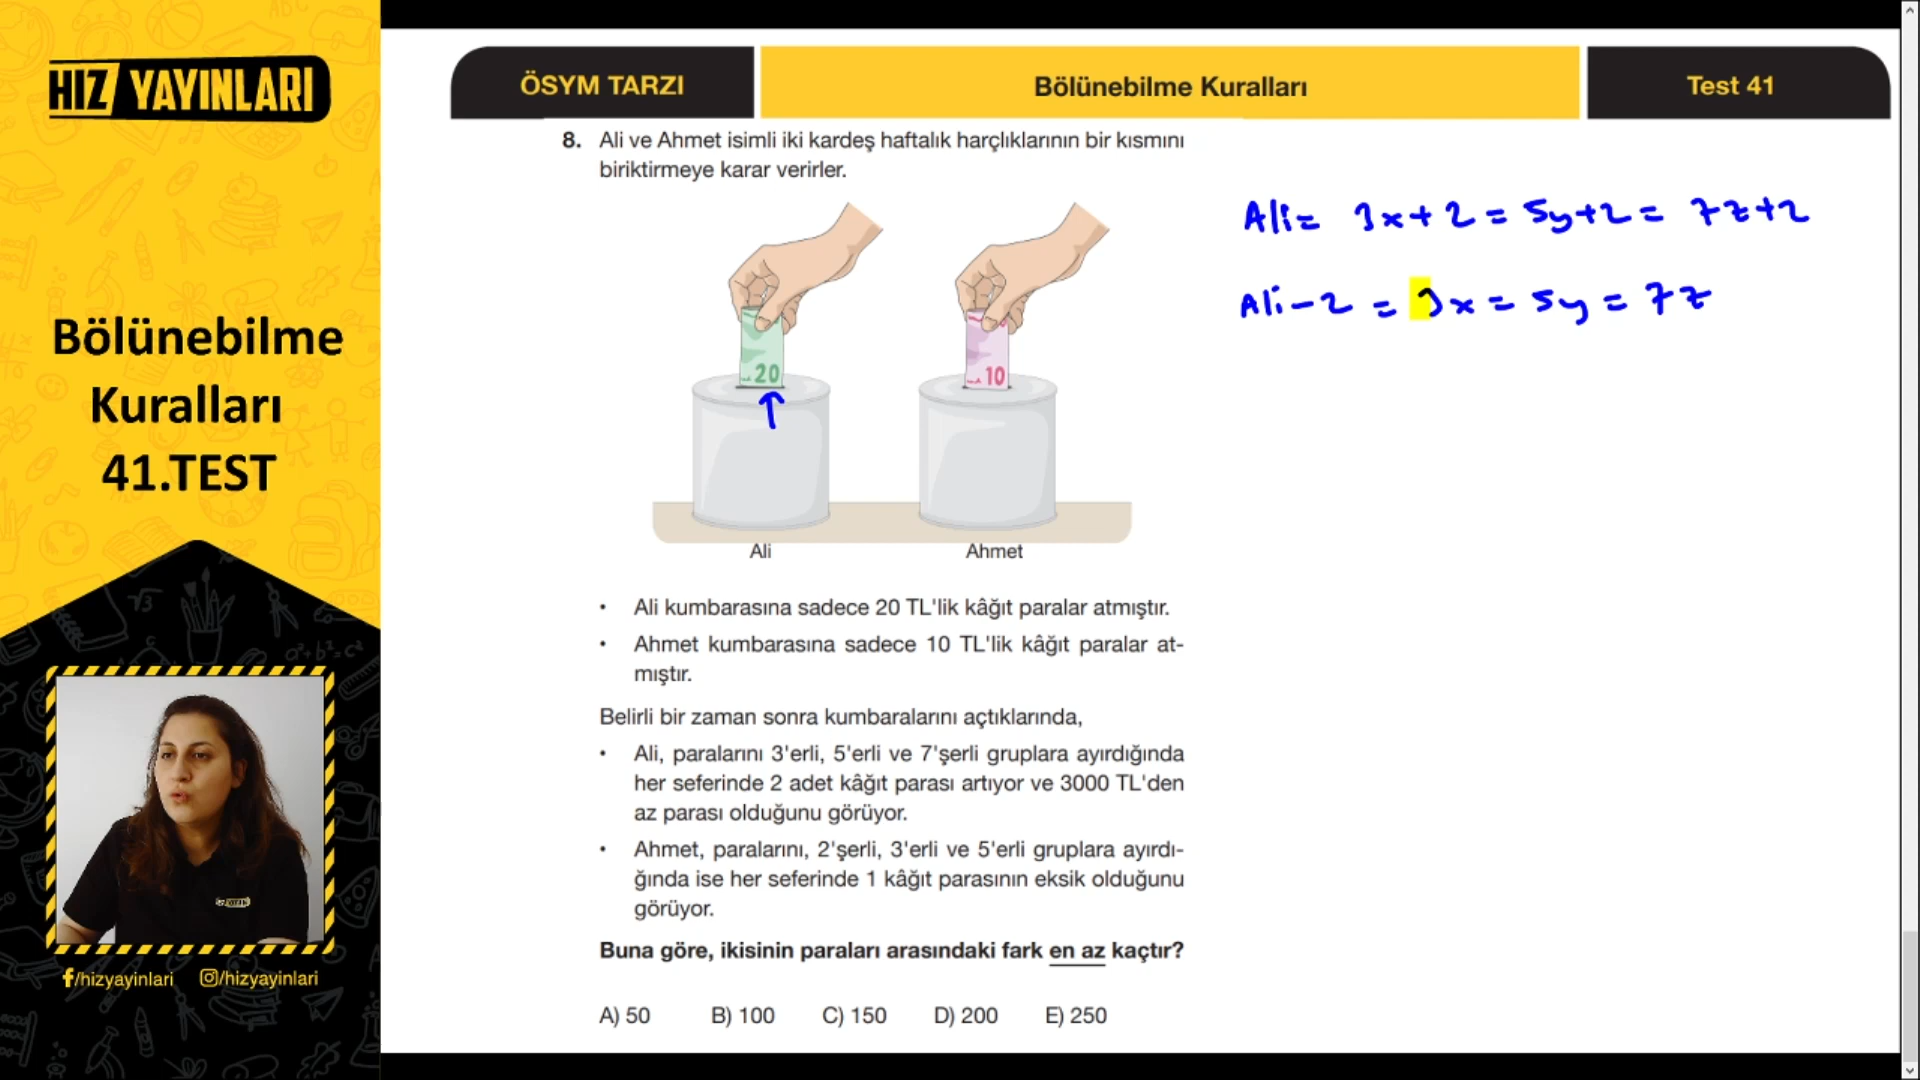 HIZ YAYINLARI
Bölünebilme
Kuralları
41.TEST
/hizyayinlari
/hizyayinlari
ÖSYM TARZI
Bölünebilme Kuralları
Test 41
8. Ali ve Ahmet isimli iki kardeş haftalık harçlıklarının bir kısmını
biriktirmeye karar verirler.
20
10
Ali
Ahmet
• Ali kumbarasına sadece 20 TL'lik kâğıt paralar atmıştır.
• Ahmet kumbarasına sadece 10 TL'lik kâğıt paralar at-
mıştır.
Belirli bir zaman sonra kumbaralarını açtıklarında,
• Ali, paralarını 3'erli, 5'erli ve 7'şerli gruplara ayırdığında
her seferinde 2 adet kâğıt parası artıyor ve 3000 TL'den
az parası olduğunu görüyor.
• Ahmet, paralarını, 2'şerli, 3'erli ve 5'erli gruplara ayırdı-
ğında ise her seferinde 1 kâğıt parasının eksik olduğunu
görüyor.
Buna göre, ikisinin paraları arasındaki fark en az kaçtır?
A) 50 B) 100 C) 150 D) 200 E) 250
Ali= 3x+2 = 5y+2 = 7z+2
Ali-2 = 3x = 5y = 7z